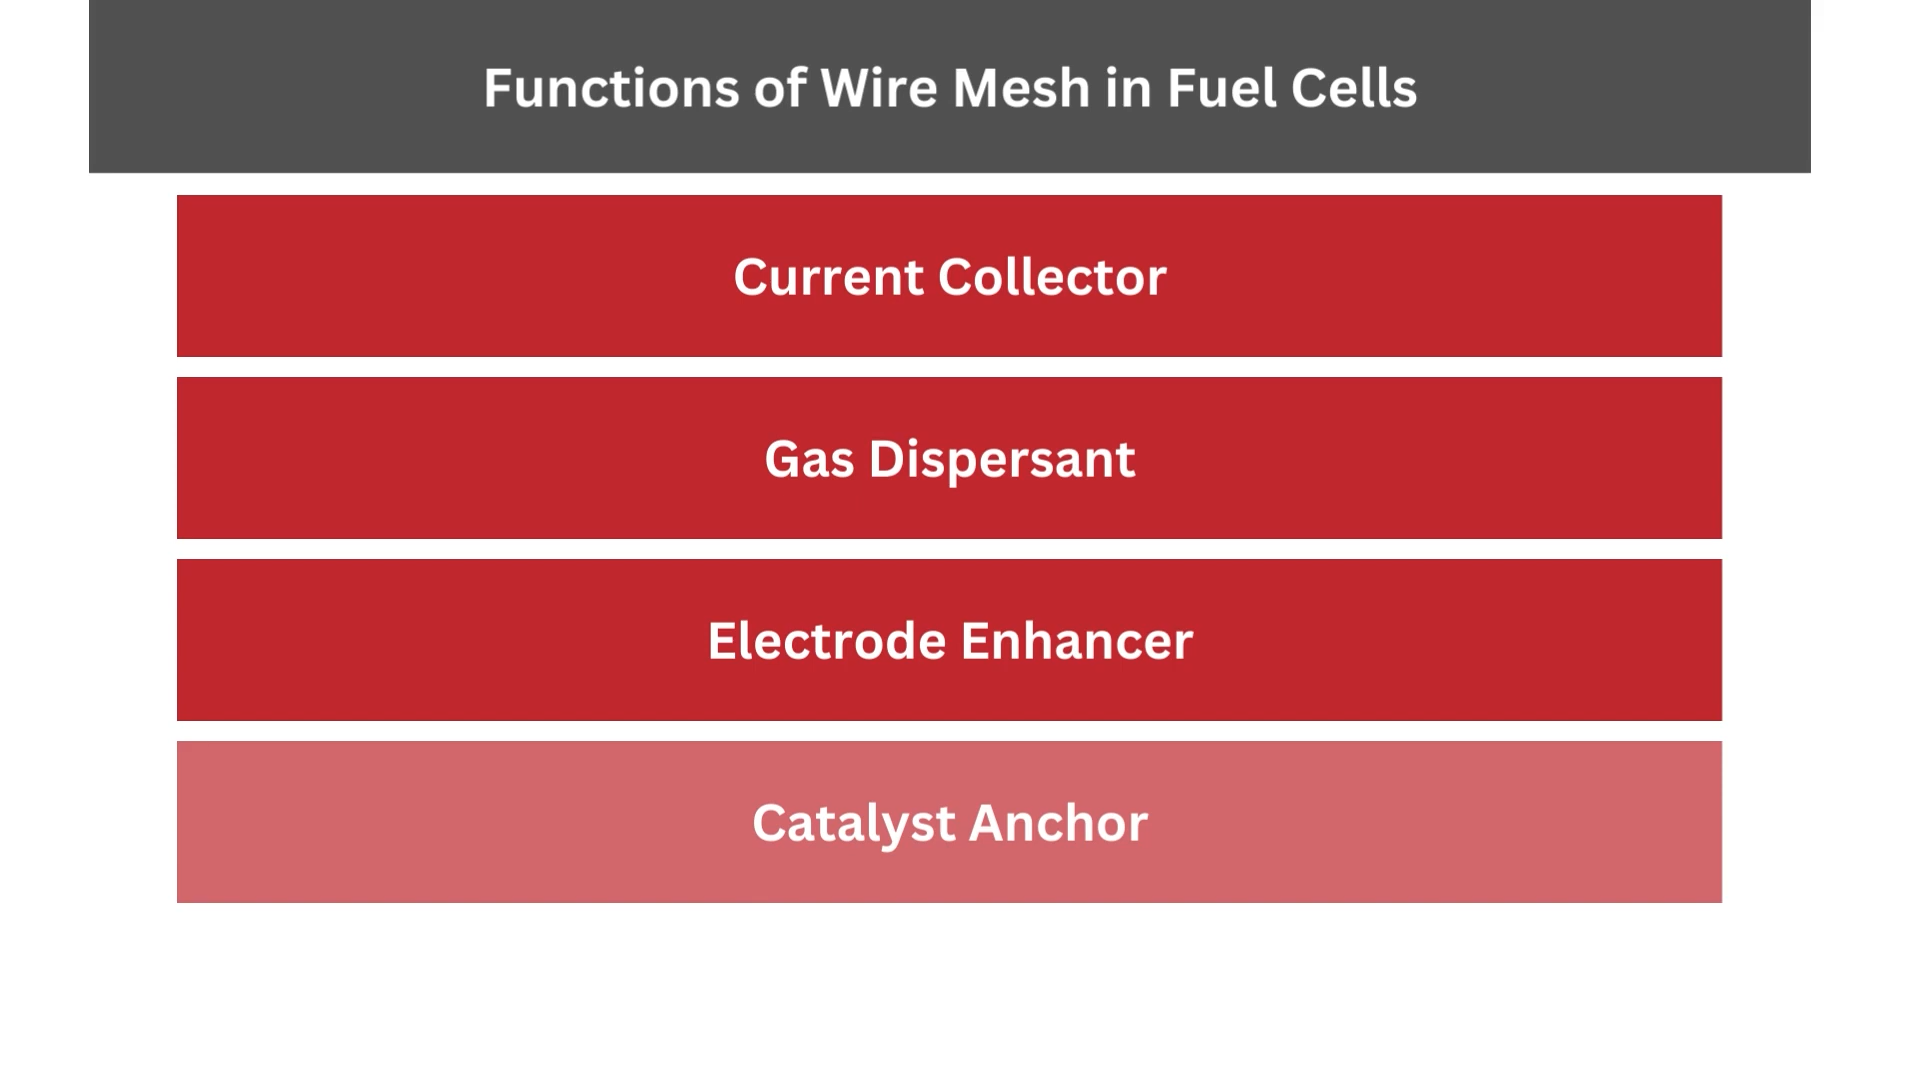 Functions of Wire Mesh in Fuel Cells
Current Collector
Gas Dispersant
Electrode Enhancer
Catalyst Anchor